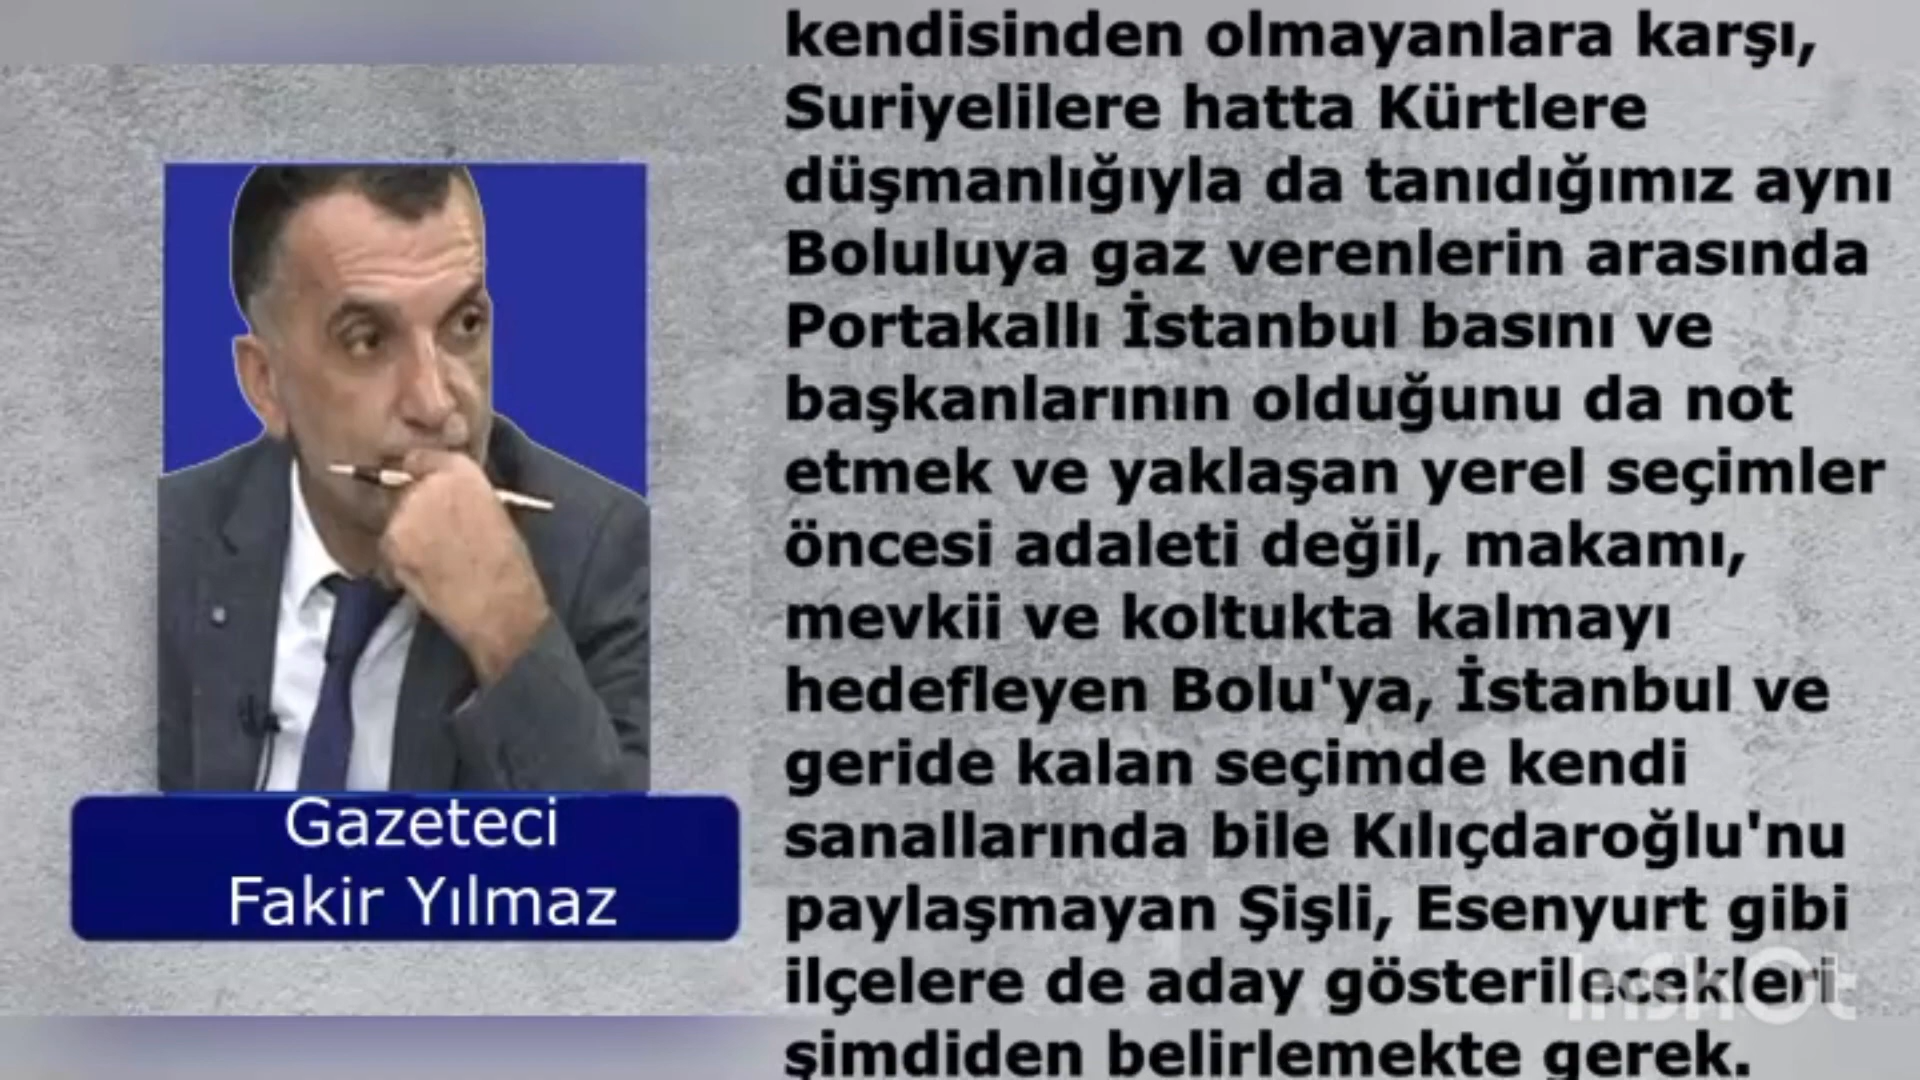 kendisinden olmayanlara karşı,
Suriyelilere hatta Kürtlere
düşmanlığıyla da tanıdığımız aynı
Boluluya gaz verenlerin arasında
Portakallı İstanbul basını ve
başkanlarının olduğunu da not
etmek ve yaklaşan yerel seçimler
öncesi adaleti değil, makamı,
mevkii ve koltukta kalmayı
hedefleyen Bolu'ya, İstanbul ve
geride kalan seçimde kendi
sanallarında bile Kılıçdaroğlu'nu
paylaşmayan Şişli, Esenyurt gibi
ilçelere de aday gösterilecekleri
şimdiden belirlemekte gerek.
Gazeteci
Fakir Yılmaz
InShOt